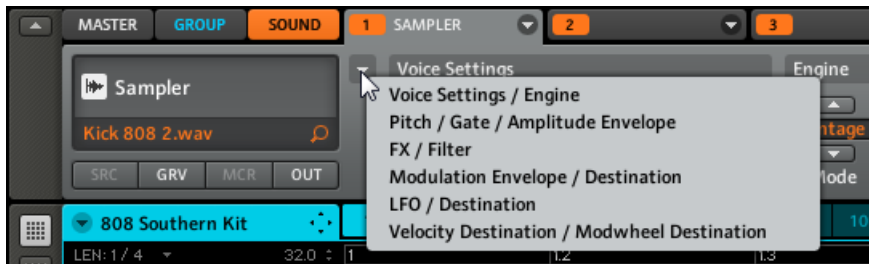 MASTER GROUP SOUND 1 SAMPLER 2 3
Voice Settings Engine
Sampler
Voice Settings / Engine
Pitch / Gate / Amplitude Envelope
Kick 808 2.wav
FX / Filter
SRC GRV MCR OUT
Modulation Envelope / Destination
LFO / Destination
808 Southern Kit 10
Velocity Destination / Modwheel Destination
LEN: 1 / 4 32.0 1 1.2 1.3